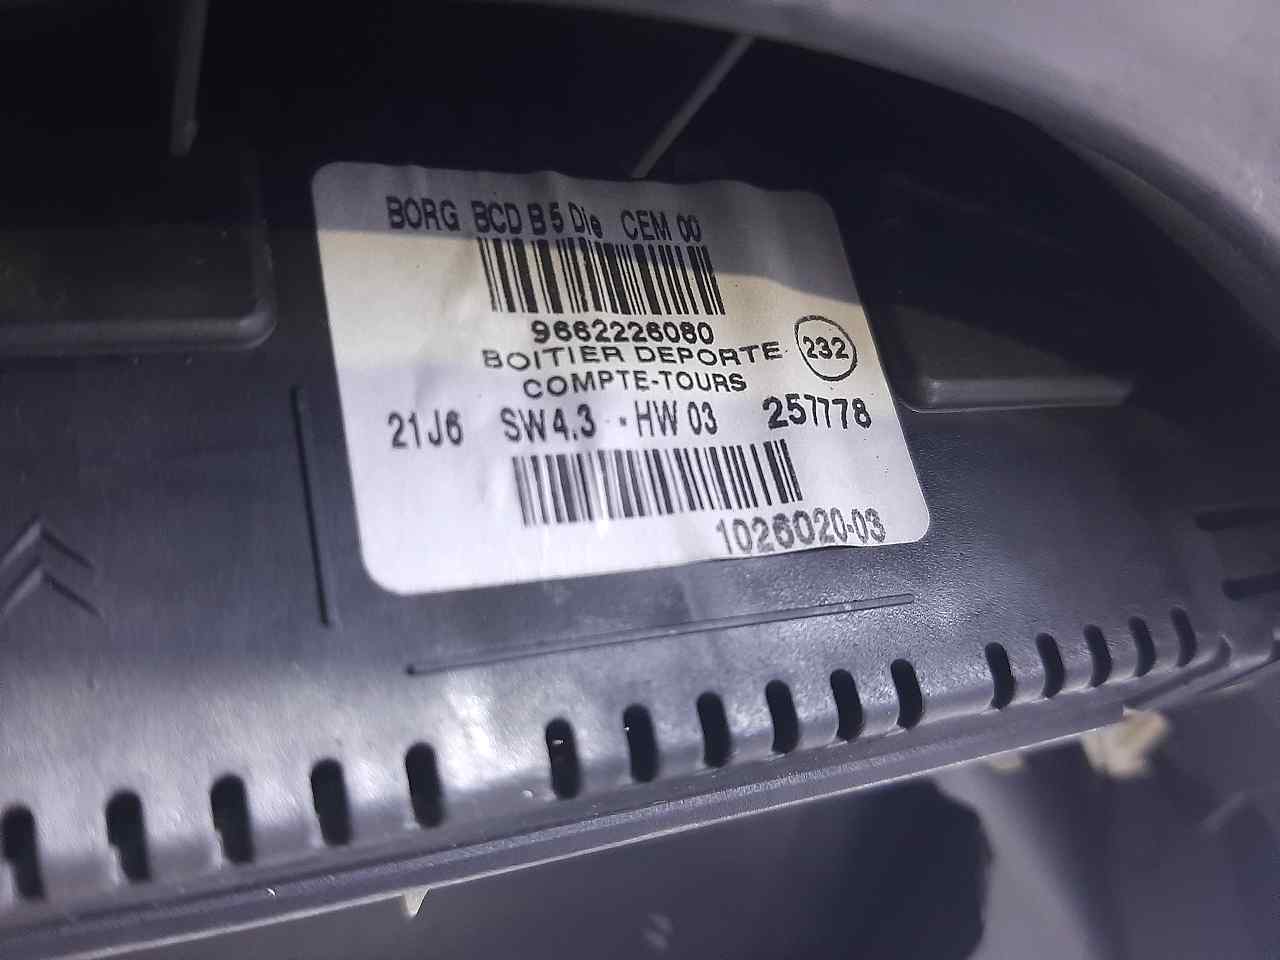 BORG BCD B5 Die CEM 00
9662226080
BOITIER DEPORTE 232
COMPTE-TOURS
21J6 SW4.3 - HW 03 257778
1026020-03